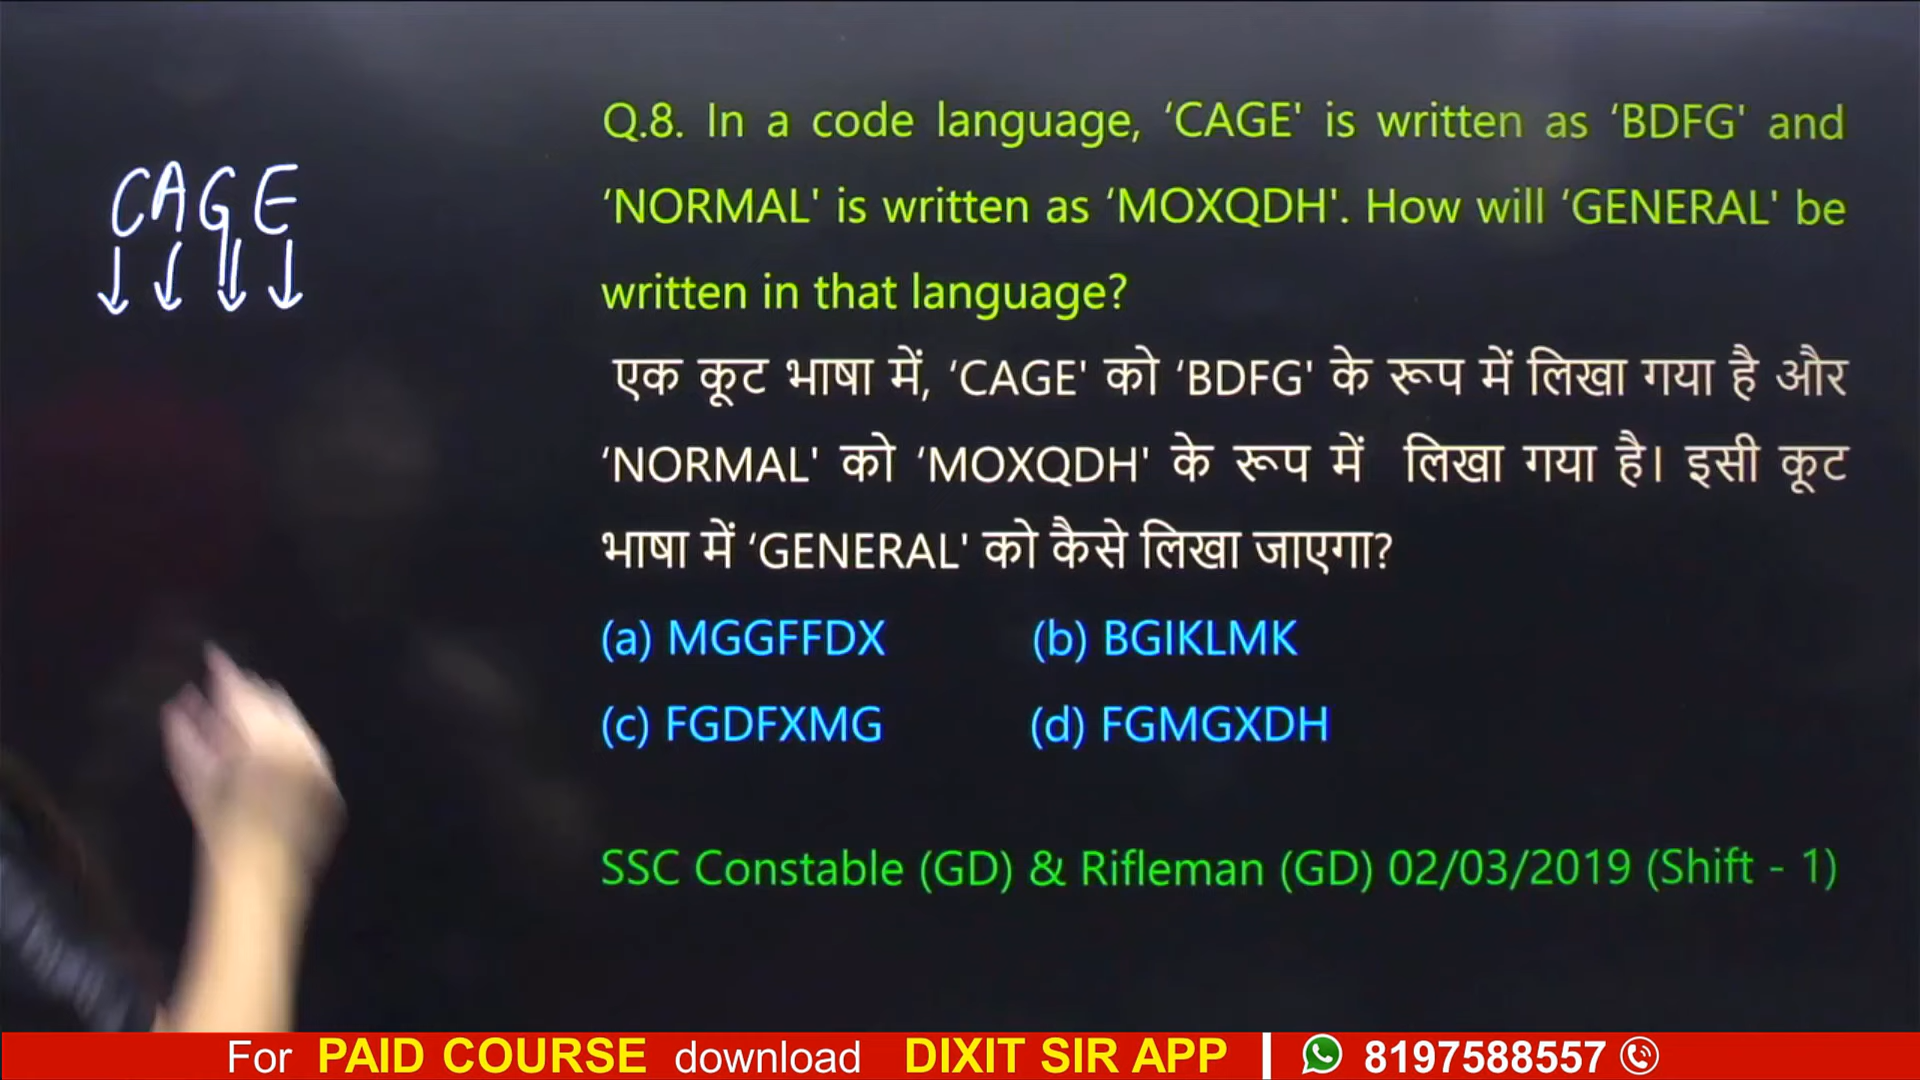 CAGE
Q.8. In a code language, ‘CAGE' is written as ‘BDFG' and
‘NORMAL' is written as ‘MOXQDH'. How will ‘GENERAL' be
written in that language?
एक कूट भाषा में, ‘CAGE' को ‘BDFG' के रूप में लिखा गया है और
‘NORMAL' को ‘MOXQDH' के रूप में लिखा गया है। इसी कूट
भाषा में ‘GENERAL' को कैसे लिखा जाएगा?
(a) MGGFFDX (b) BGIKLMK
(c) FGDFXMG (d) FGMGXDH
SSC Constable (GD) & Rifleman (GD) 02/03/2019 (Shift - 1)
For PAID COURSE download DIXIT SIR APP | 8197588557